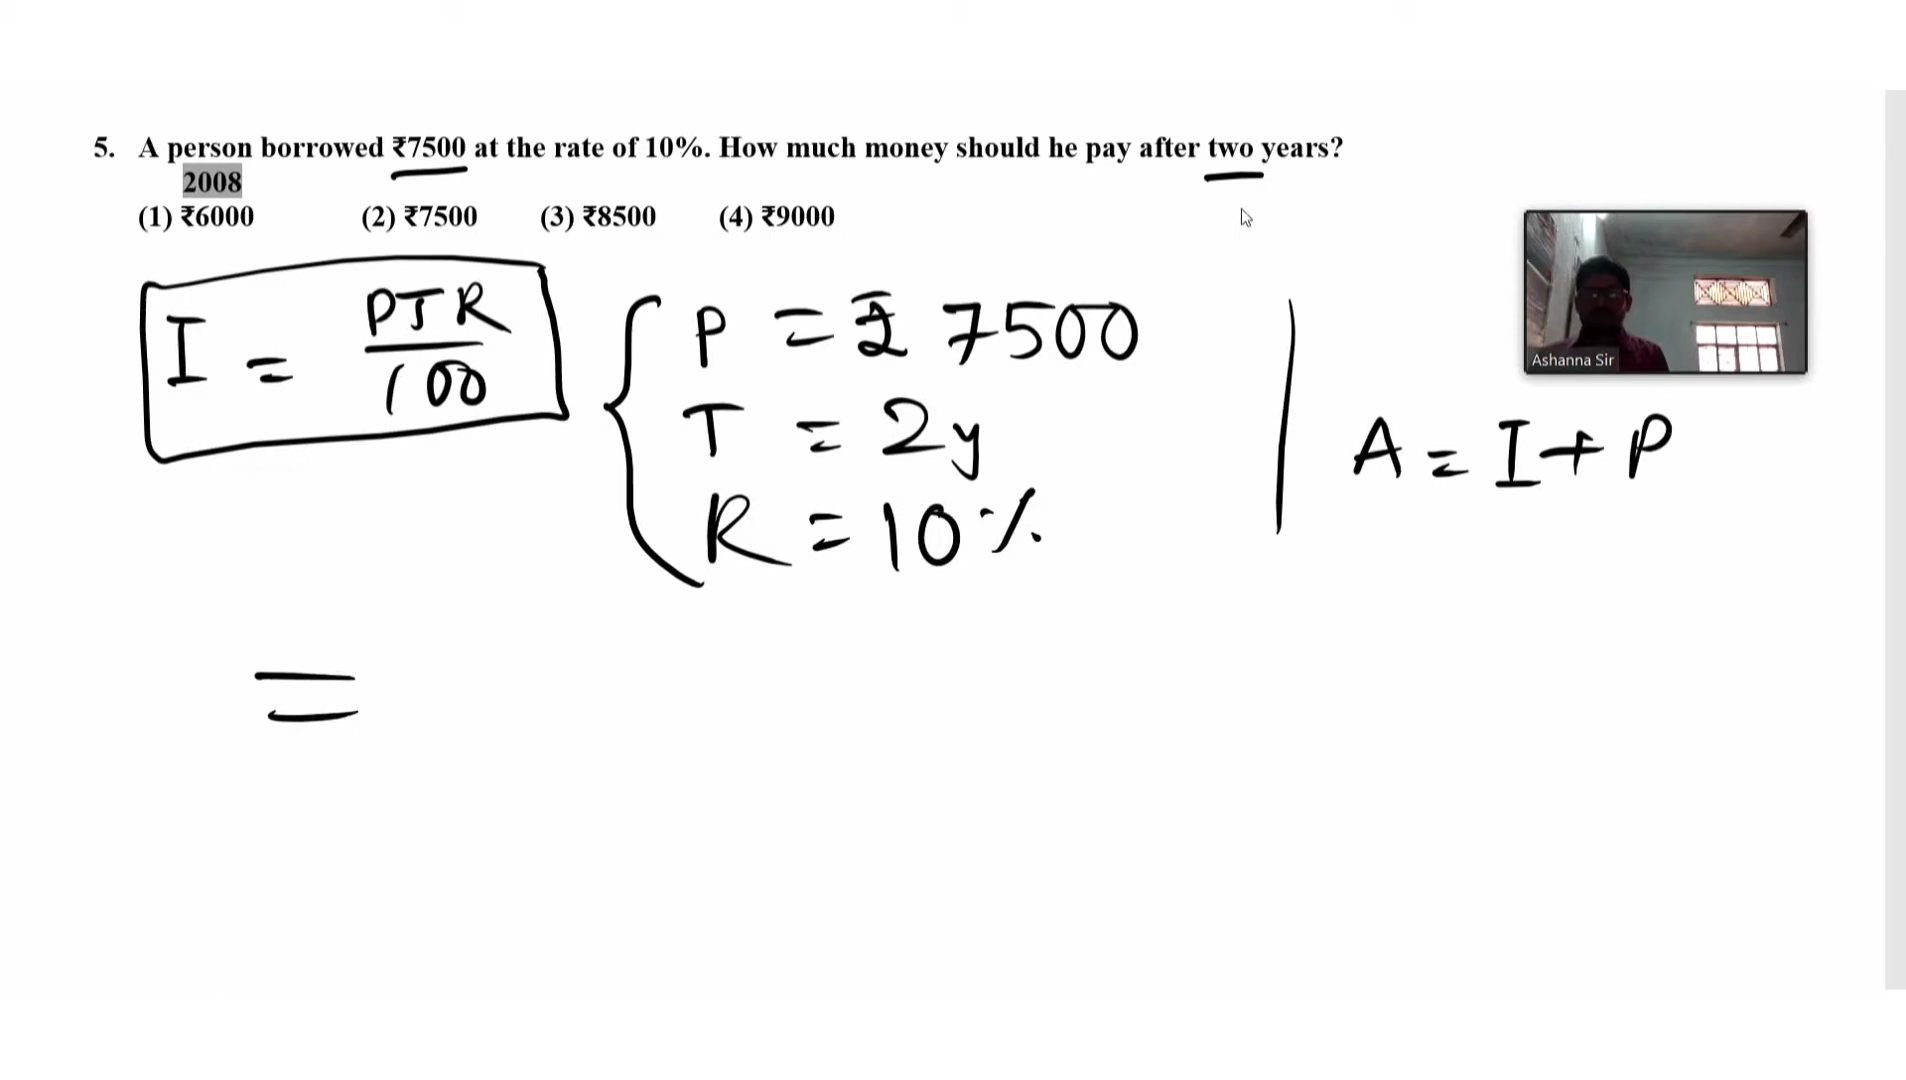 5. A person borrowed ₹7500 at the rate of 10%. How much money should he pay after two years?
2008
(1) ₹6000 (2) ₹7500 (3) ₹8500 (4) ₹9000
I = PTR/100
P = ₹ 7500
T = 2y
R = 10%
A = I + P
=
Ashanna Sir